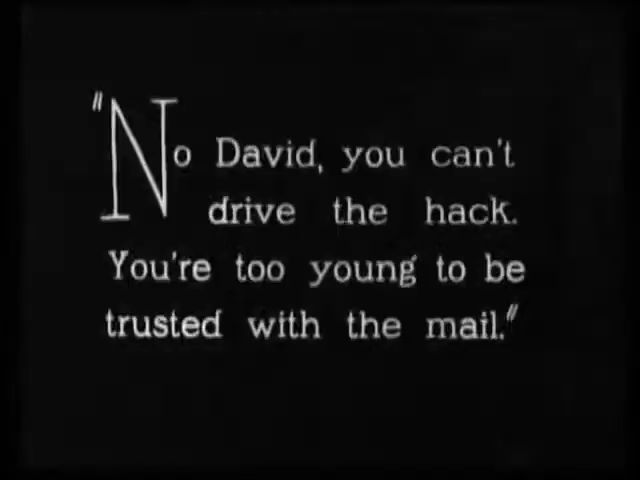 "No David, you can't
drive the hack.
You're too young to be
trusted with the mail."